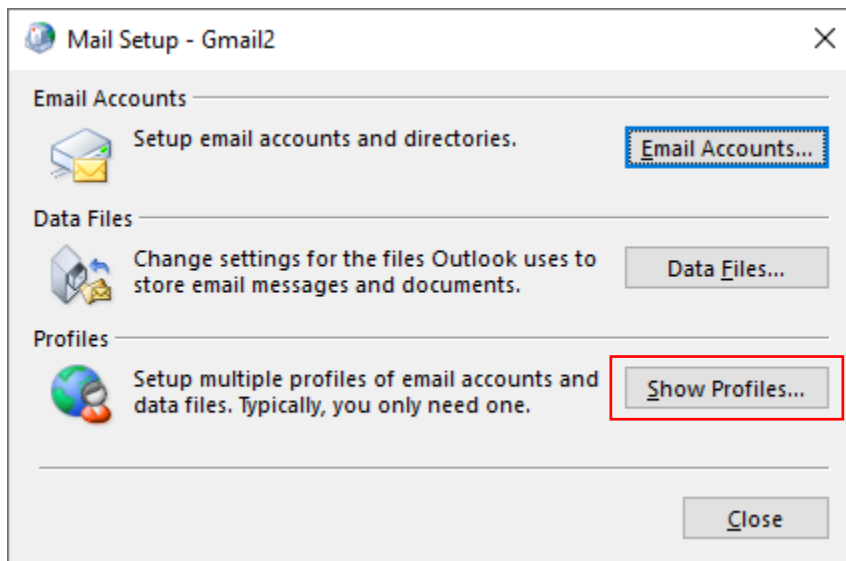 Mail Setup - Gmail2
Email Accounts
Setup email accounts and directories.
Email Accounts...
Data Files
Change settings for the files Outlook uses to
store email messages and documents.
Data Files...
Profiles
Setup multiple profiles of email accounts and
data files. Typically, you only need one.
Show Profiles...
Close